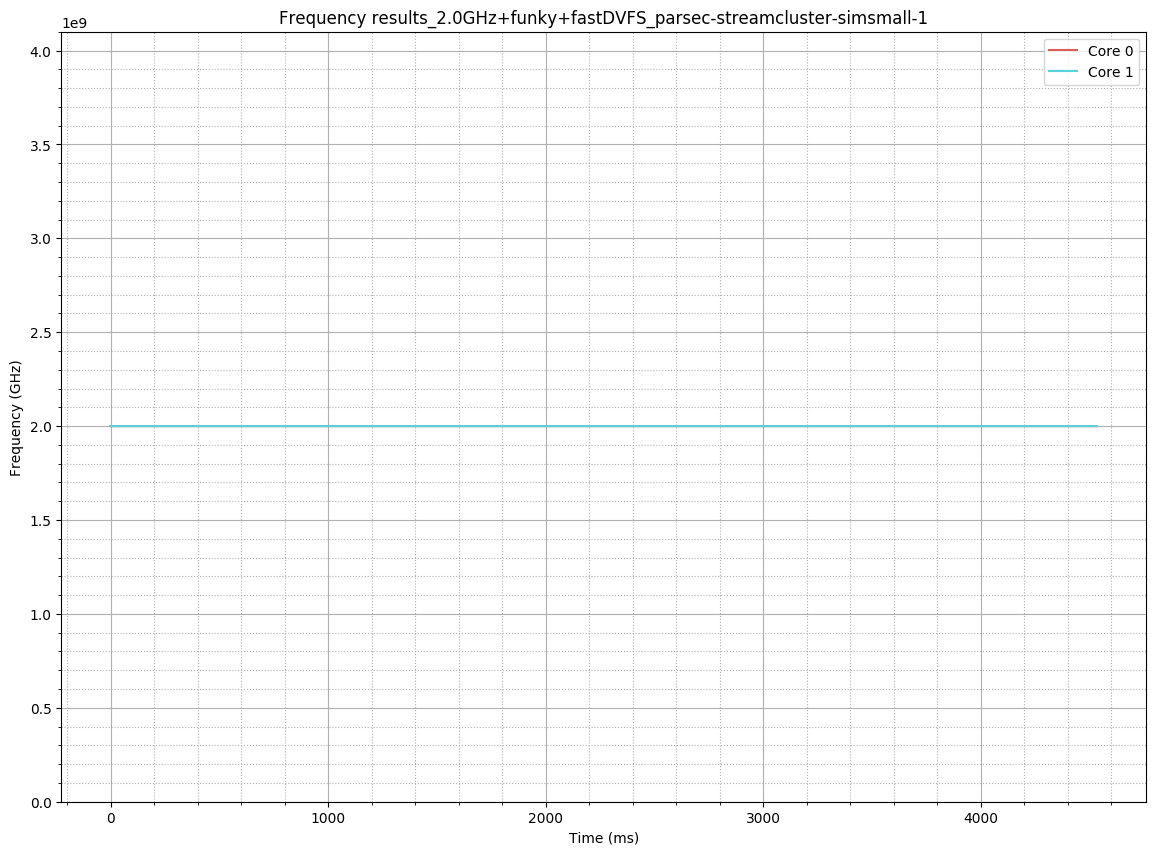 Frequency results_2.0GHz+funky+fastDVFS_parsec-streamcluster-simsmall-1
1e9
Core 0
Core 1
4.0
3.5
3.0
2.5
2.0
1.5
1.0
0.5
0.0
Frequency (GHz)
0 1000 2000 3000 4000
Time (ms)